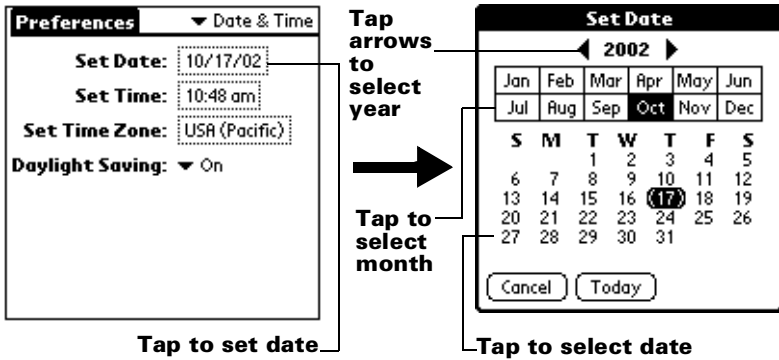 Preferences
Date & Time
Set Date: 10/17/02
Set Time: 10:48 am
Set Time Zone: USA (Pacific)
Daylight Saving: On
Tap to set date
Tap
arrows
to
select
year
Tap to
select
month
Set Date
2002
Jan Feb Mar Apr May Jun
Jul Aug Sep Oct Nov Dec
S M T W T F S
1 2 3 4 5
6 7 8 9 10 11 12
13 14 15 16 17 18 19
20 21 22 23 24 25 26
27 28 29 30 31
Cancel Today
Tap to select date